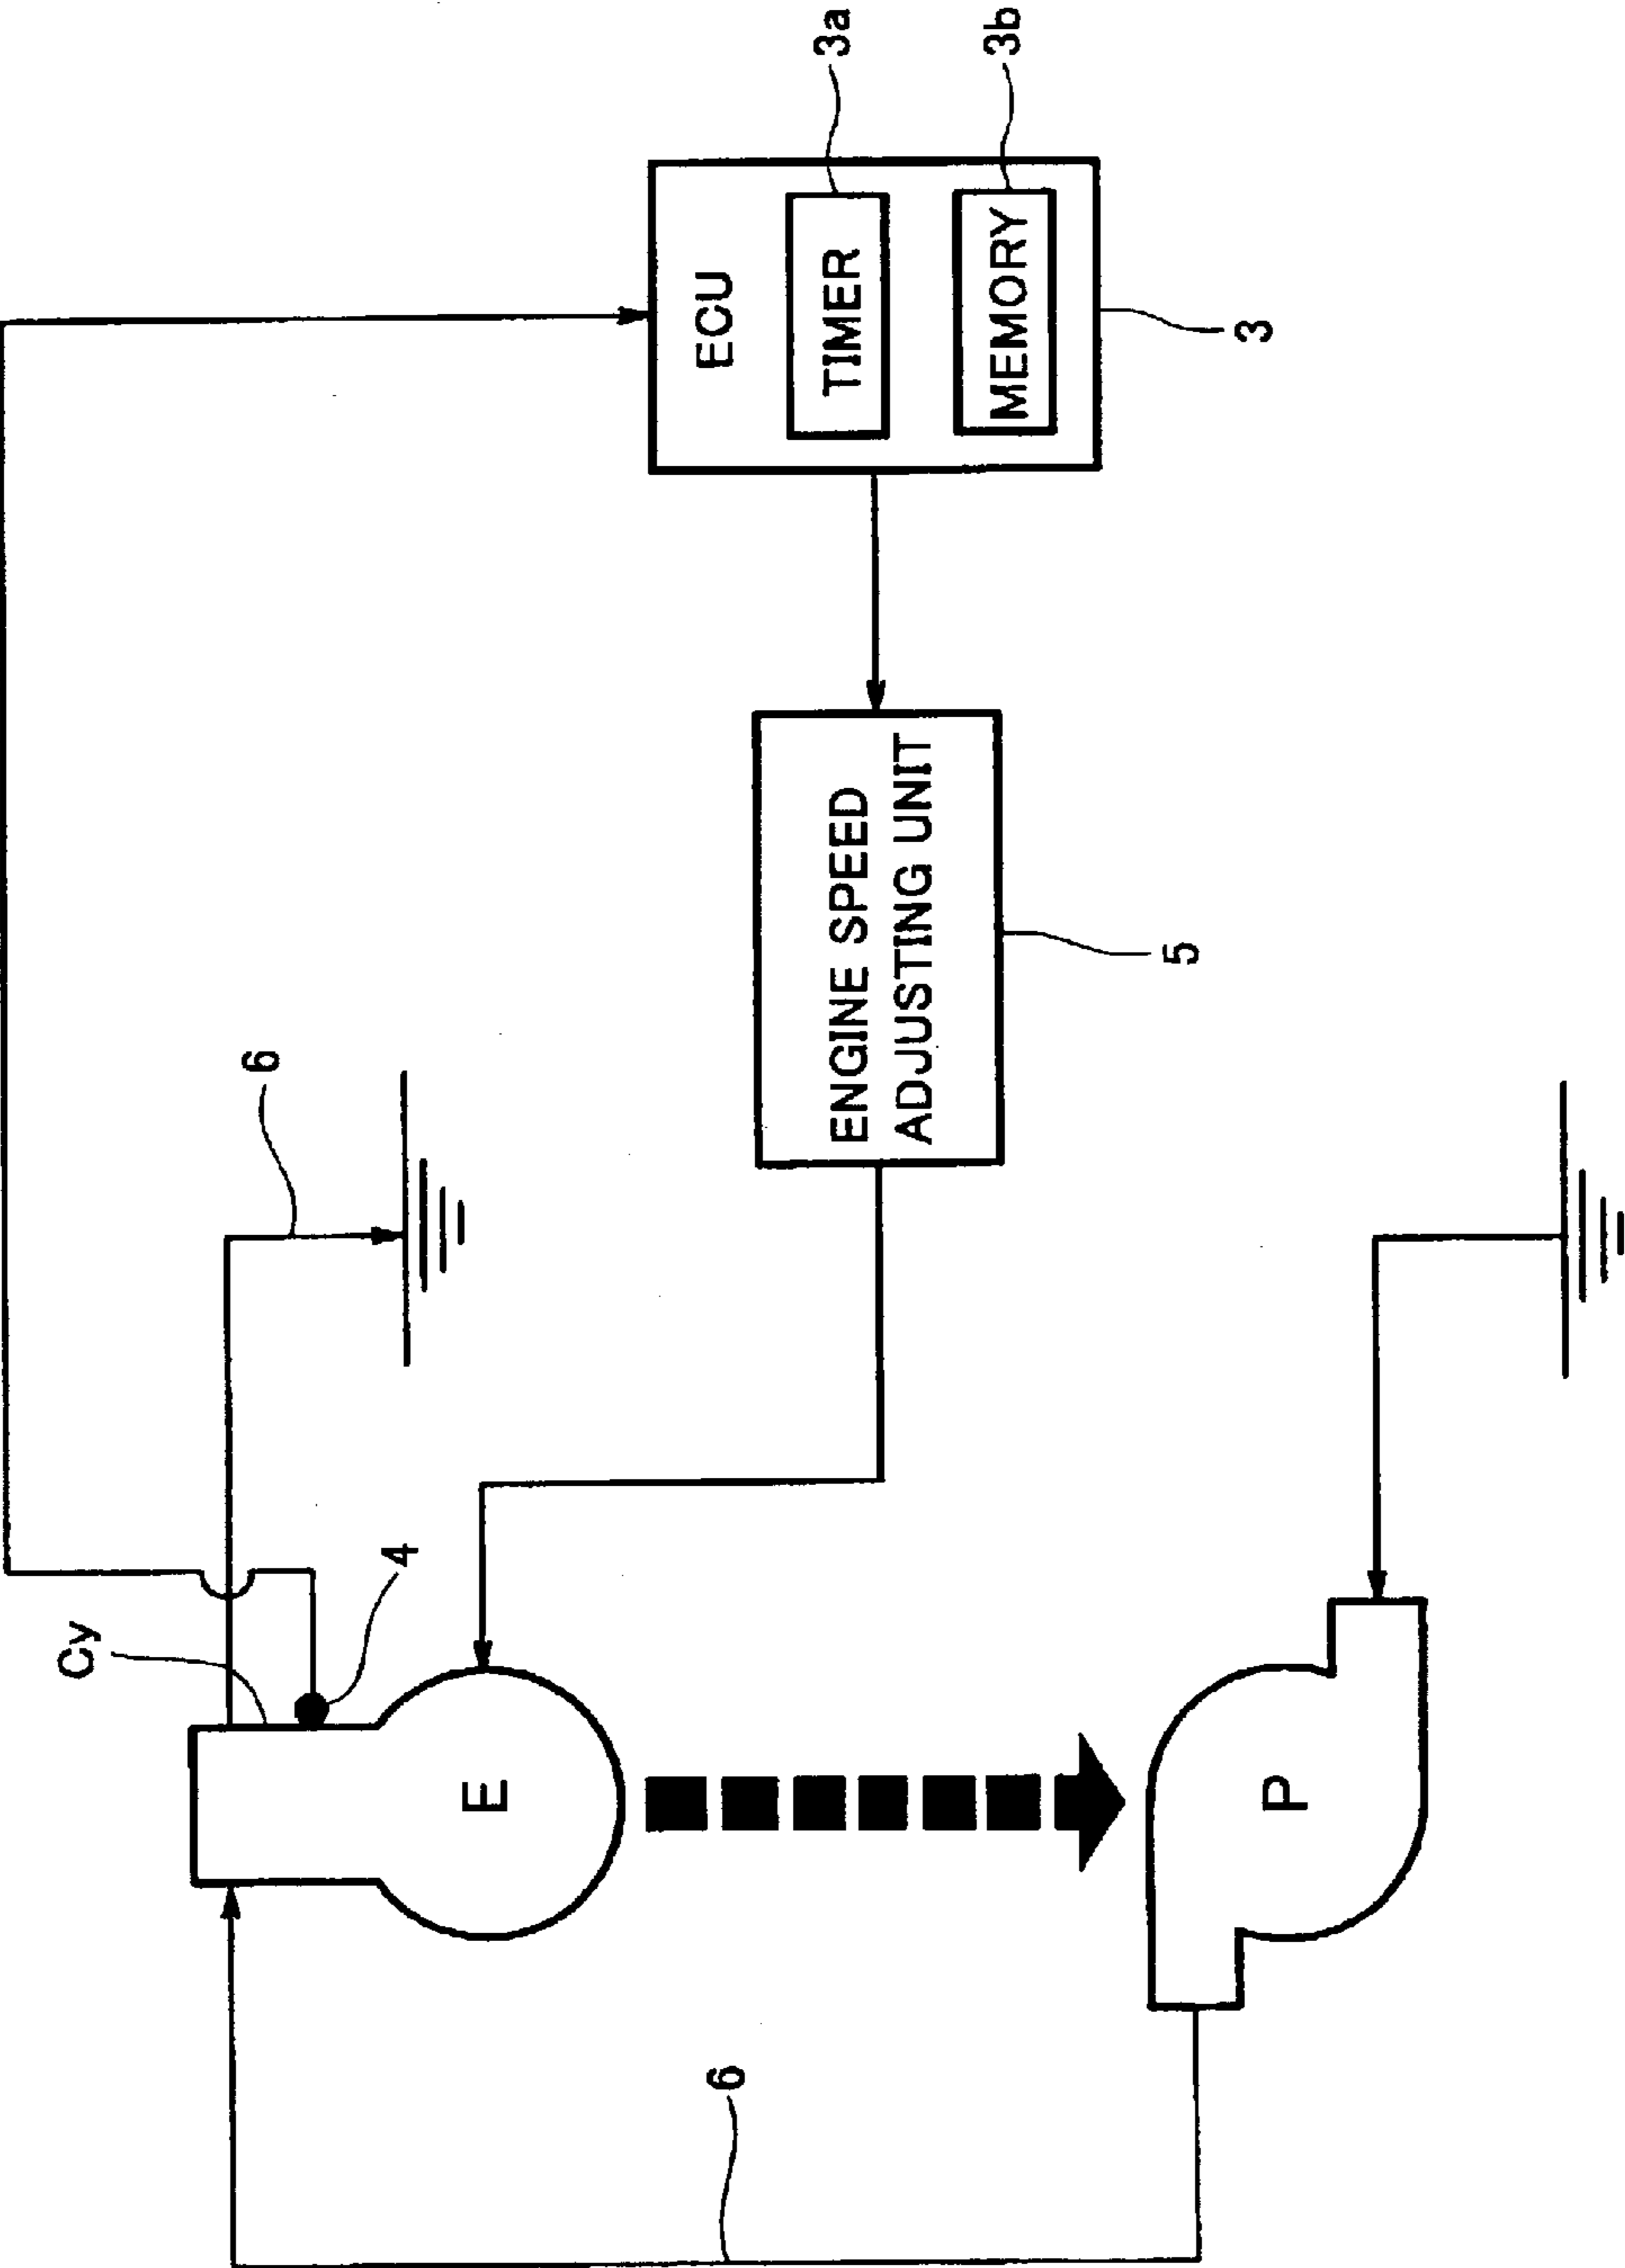 Cy
6
4
E
6
ECU
TIMER
3a
ENGINE SPEED
ADJUSTING UNIT
MEMORY
3b
5
3
P